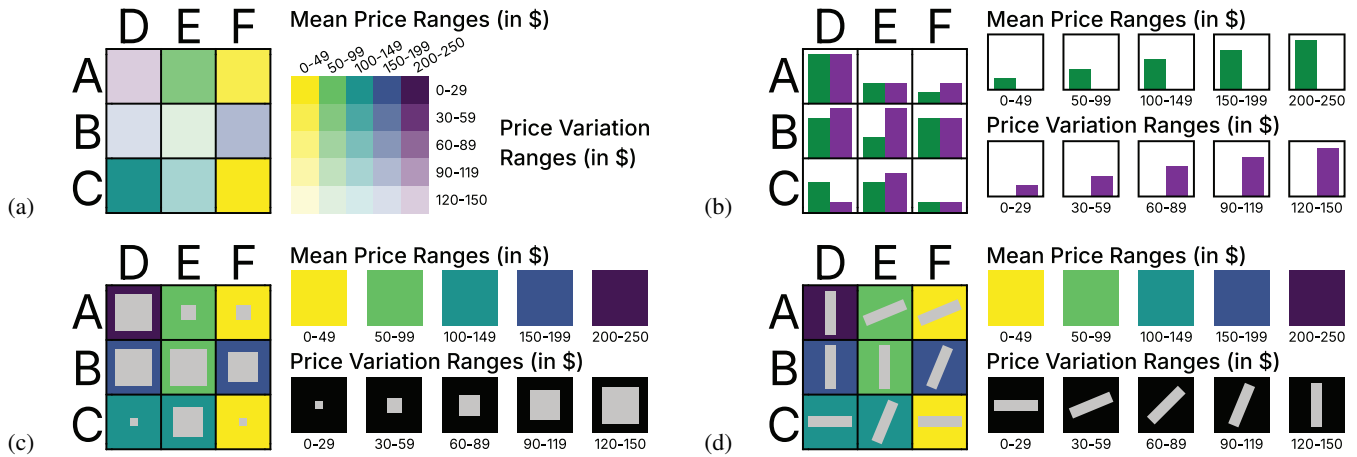 D E F
Mean Price Ranges (in $)
0-49 50-99 100-149 150-199 200-250
A
0-29
30-59
B
Price Variation
60-89
Ranges (in $)
90-119
C
120-150
(a)
D E F
Mean Price Ranges (in $)
A
0-49 50-99 100-149 150-199 200-250
B
Price Variation Ranges (in $)
C
0-29 30-59 60-89 90-119 120-150
(b)
D E F
Mean Price Ranges (in $)
A
0-49 50-99 100-149 150-199 200-250
B
Price Variation Ranges (in $)
C
0-29 30-59 60-89 90-119 120-150
(c)
D E F
Mean Price Ranges (in $)
A
0-49 50-99 100-149 150-199 200-250
B
Price Variation Ranges (in $)
C
0-29 30-59 60-89 90-119 120-150
(d)